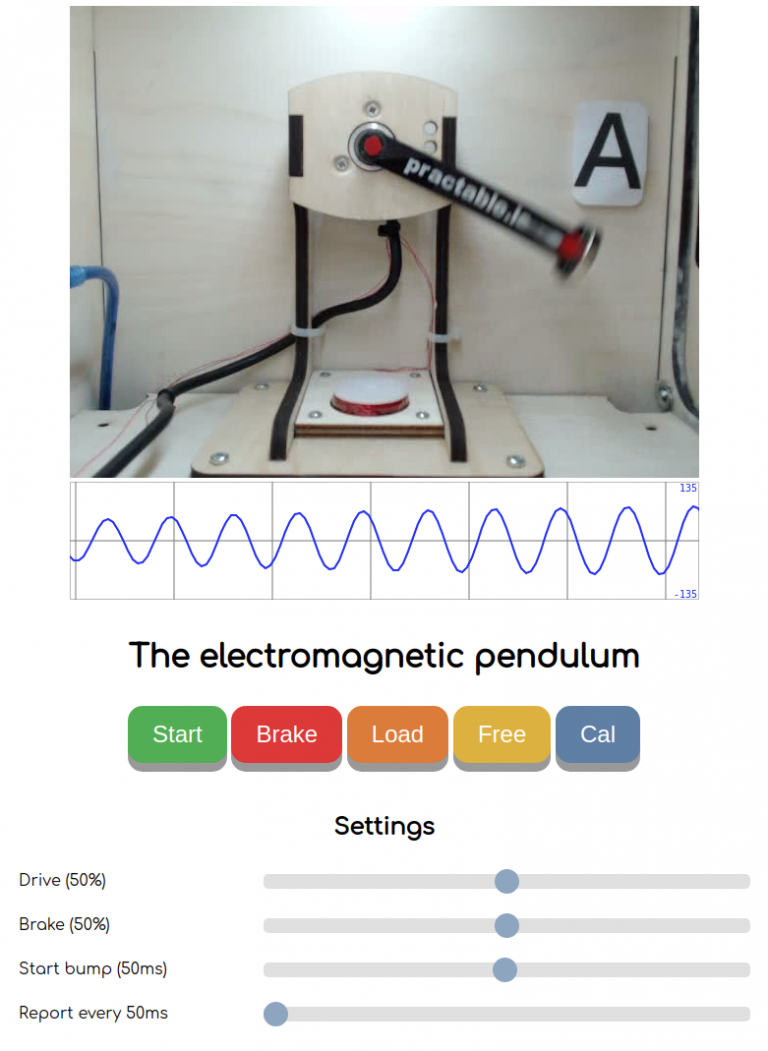 A
practable.io
135
-135
The electromagnetic pendulum
Start Brake Load Free Cal
Settings
Drive (50%)
Brake (50%)
Start bump (50ms)
Report every 50ms